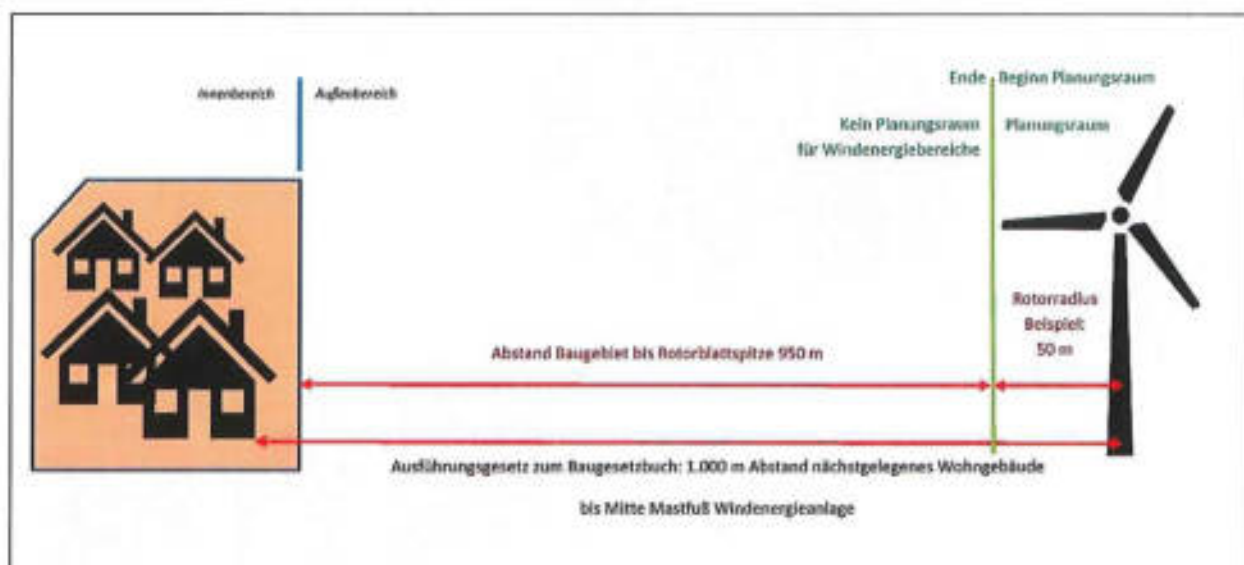 Innenbereich
Außenbereich
Ende
Beginn Planungsraum
Kein Planungsraum
für Windenergiebereiche
Planungsraum
Rotorradius
Beispiel:
50 m
Abstand Baugebiet bis Rotorblattspitze 950 m
Ausführungsgesetz zum Baugesetzbuch: 1.000 m Abstand nächstgelegenes Wohngebäude
bis Mitte Mastfuß Windenergieanlage